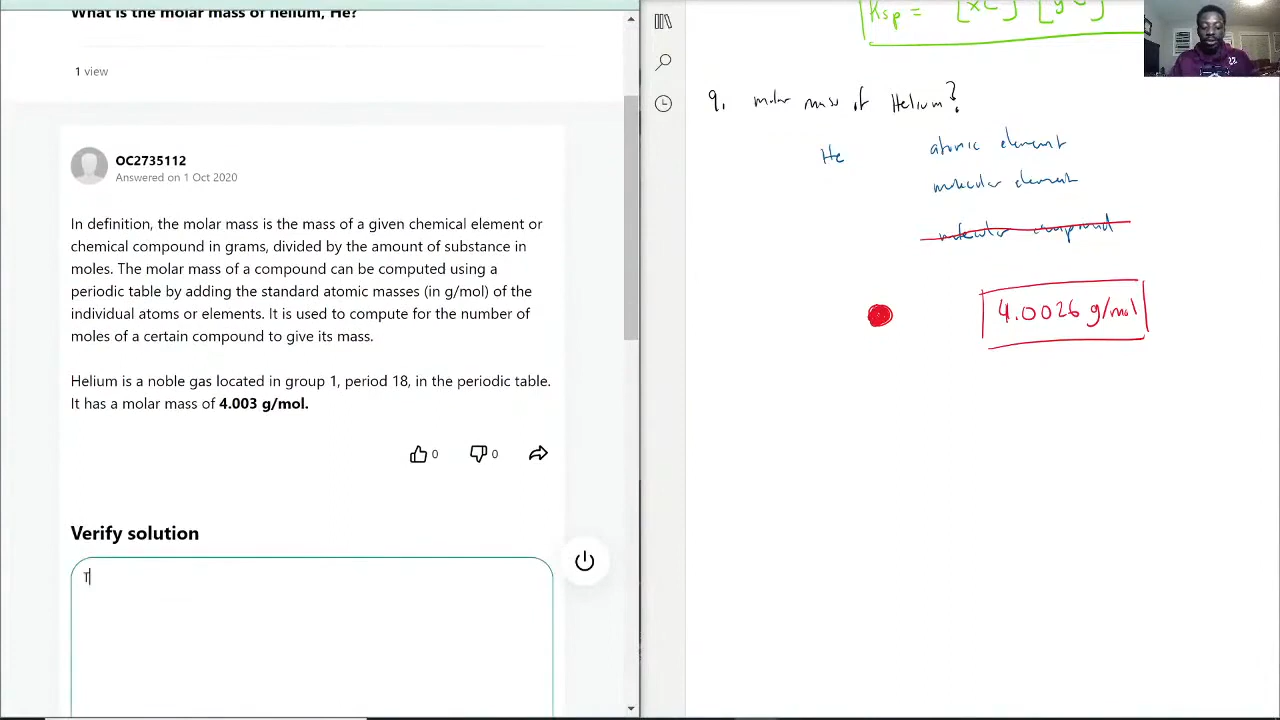 What is the molar mass of helium, He?
1 view
OC2735112
Answered on 1 Oct 2020
In definition, the molar mass is the mass of a given chemical element or
chemical compound in grams, divided by the amount of substance in
moles. The molar mass of a compound can be computed using a
periodic table by adding the standard atomic masses (in g/mol) of the
individual atoms or elements. It is used to compute for the number of
moles of a certain compound to give its mass.
Helium is a noble gas located in group 1, period 18, in the periodic table.
It has a molar mass of 4.003 g/mol.
0
0
Verify solution
T
Ksp =
9. molar mass of Helium?
He
atomic element
molecular element
molecular compound
4.0026 g/mol